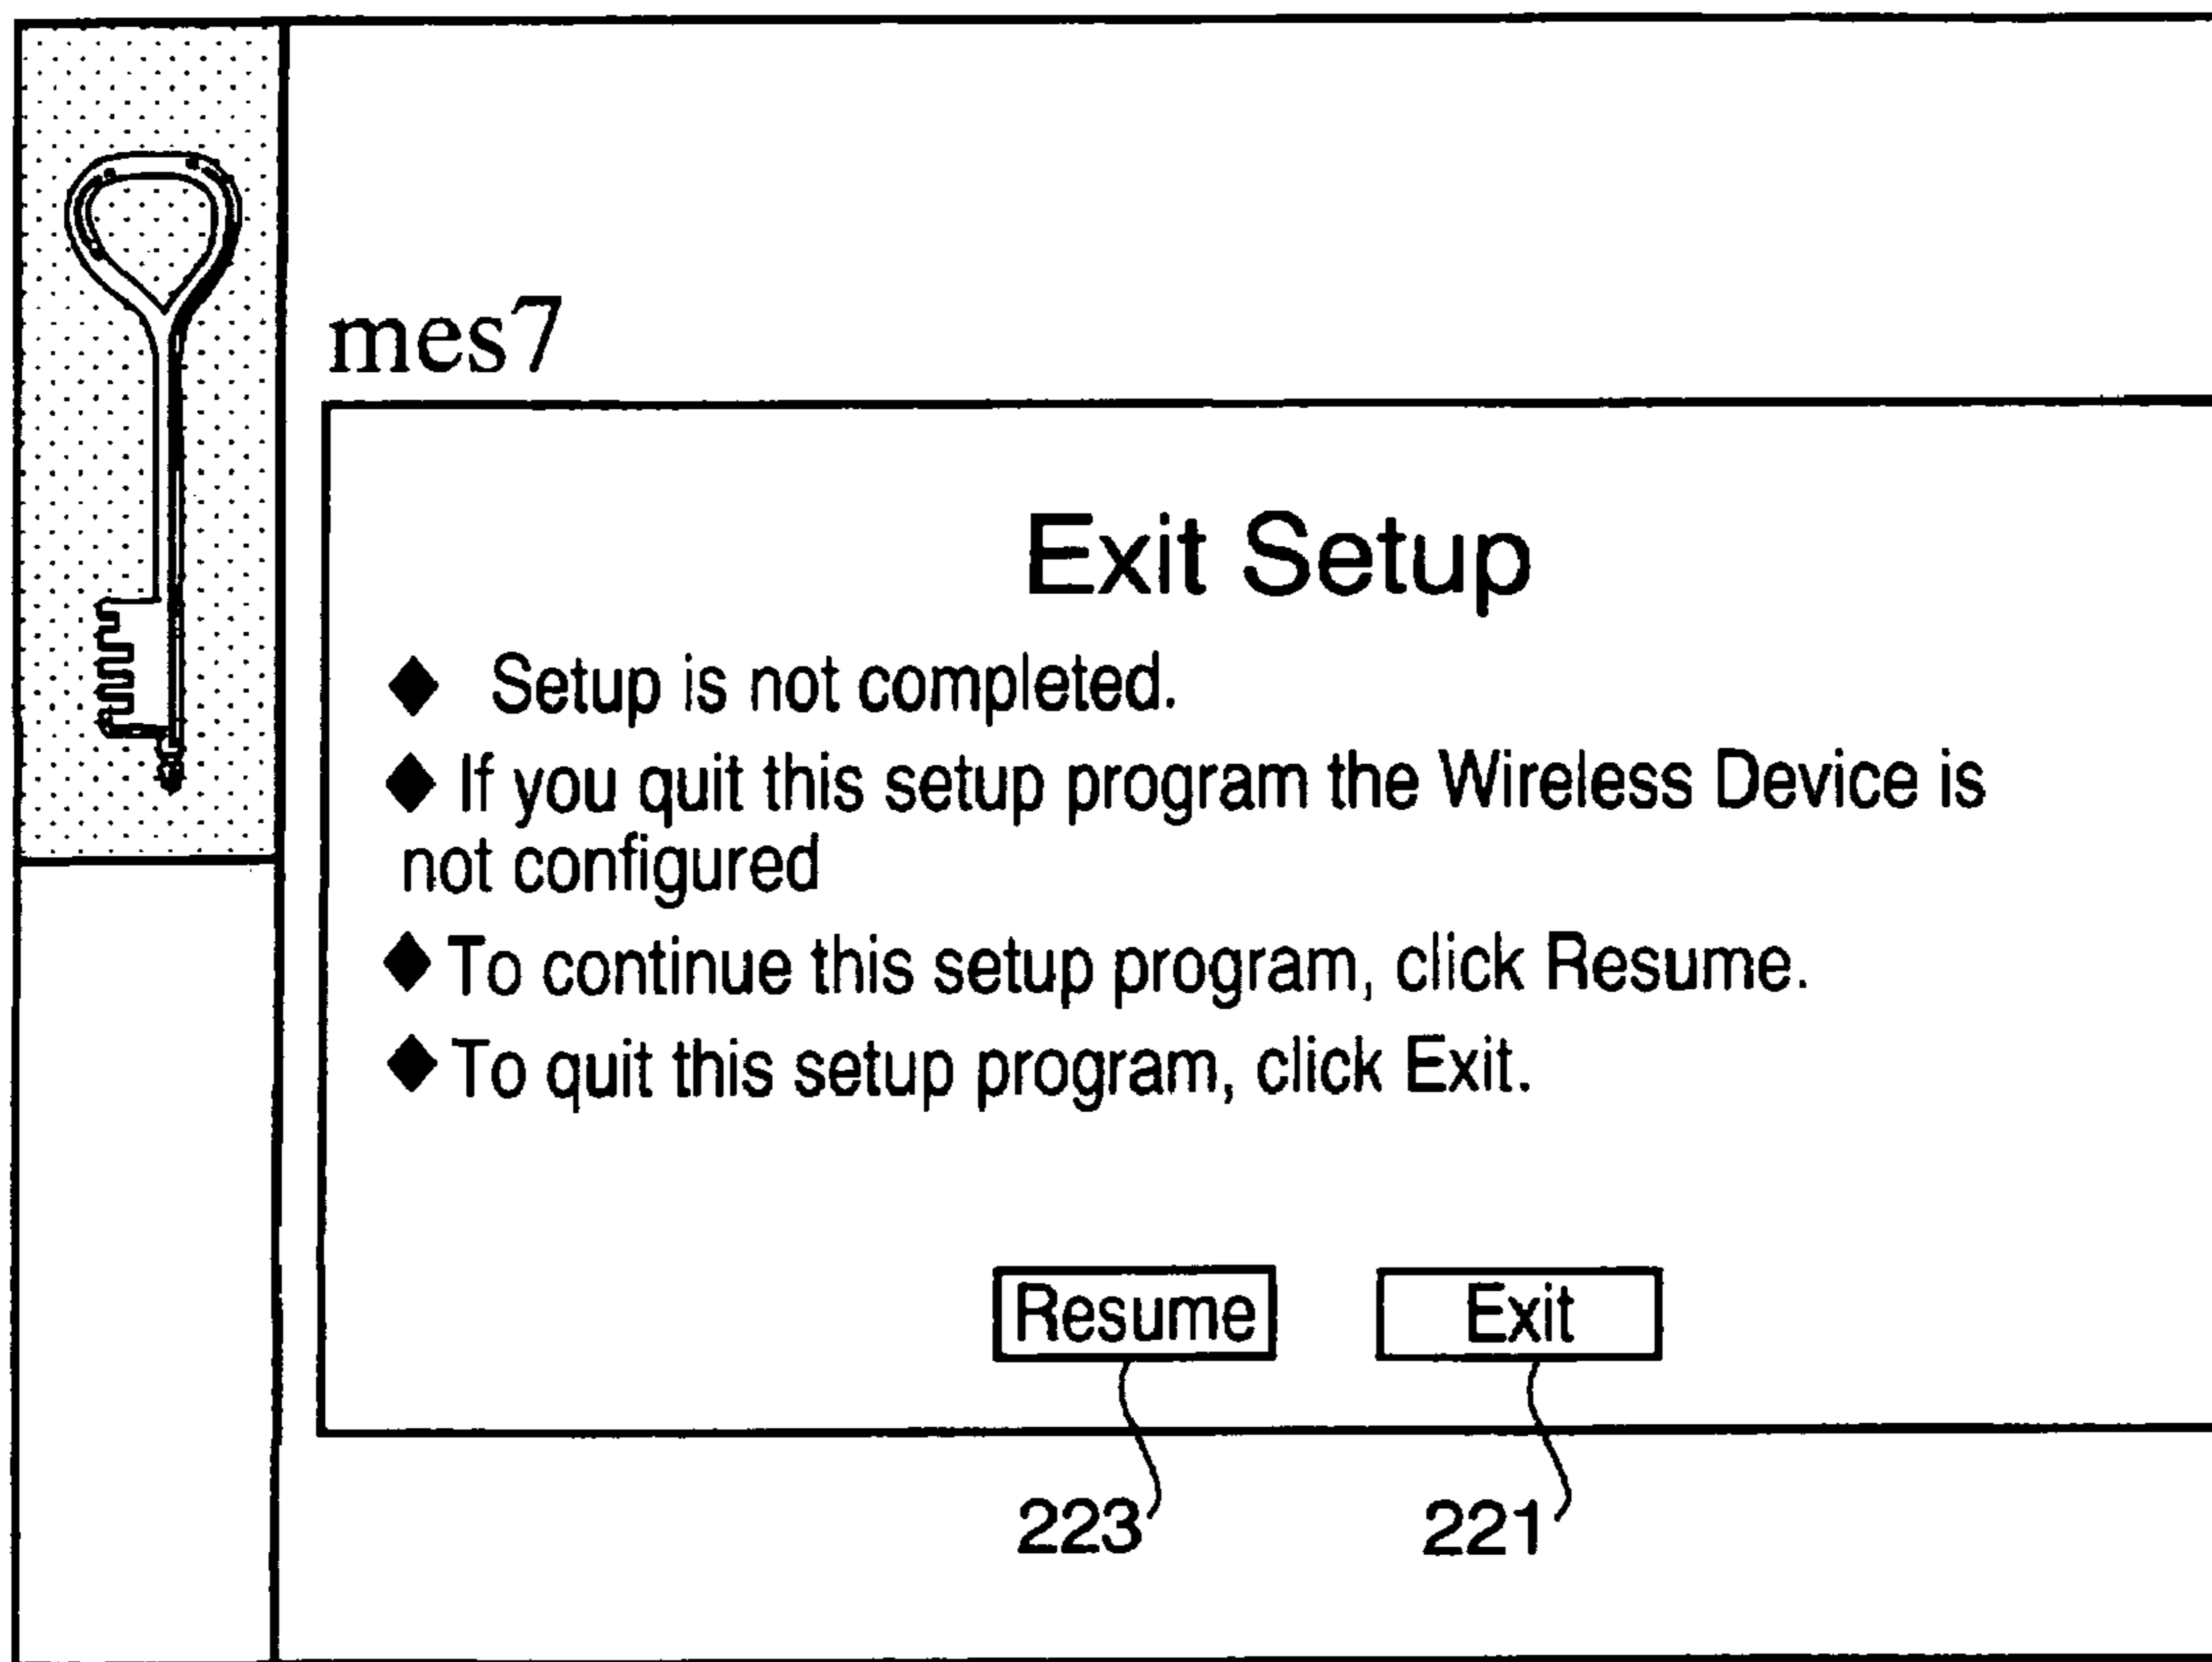 mes7
Exit Setup
◆ Setup is not completed.
◆ If you quit this setup program the Wireless Device is
not configured
◆ To continue this setup program, click Resume.
◆ To quit this setup program, click Exit.
Resume Exit
223 221